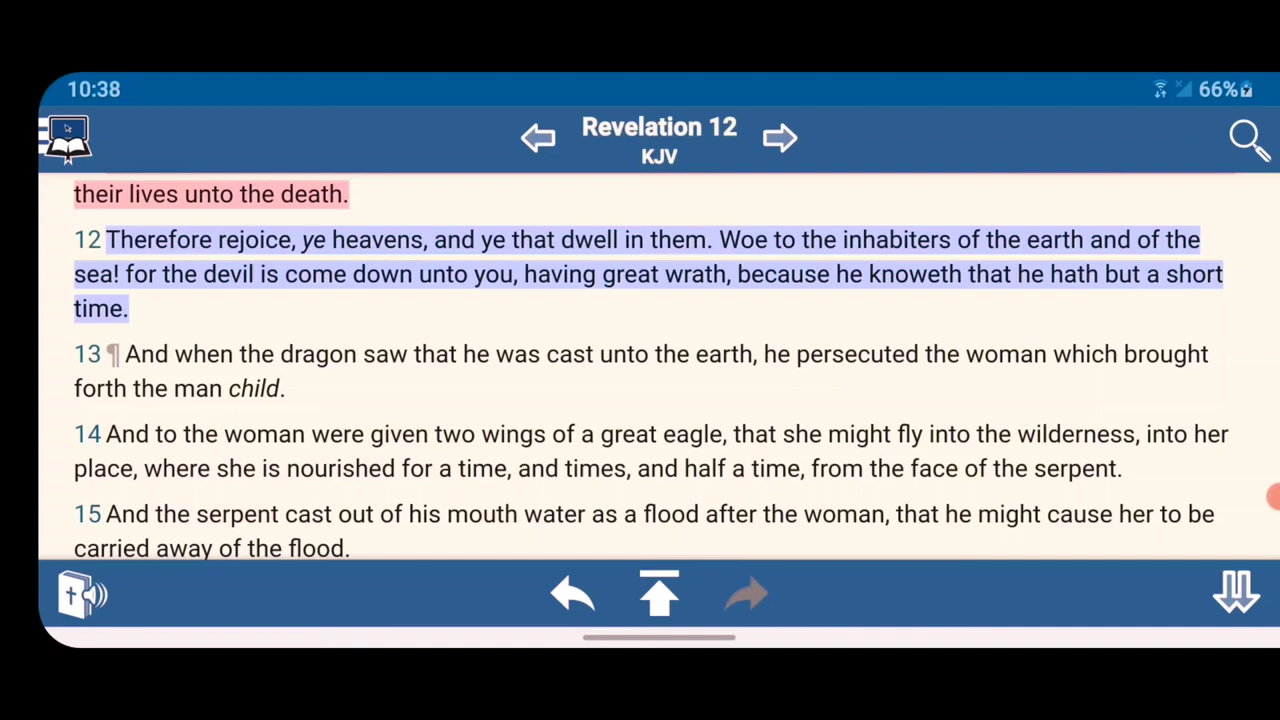 10:38
66%
Revelation 12
KJV
their lives unto the death.
12 Therefore rejoice, ye heavens, and ye that dwell in them. Woe to the inhabiters of the earth and of the
sea! for the devil is come down unto you, having great wrath, because he knoweth that he hath but a short
time.
13 ¶ And when the dragon saw that he was cast unto the earth, he persecuted the woman which brought
forth the man child.
14 And to the woman were given two wings of a great eagle, that she might fly into the wilderness, into her
place, where she is nourished for a time, and times, and half a time, from the face of the serpent.
15 And the serpent cast out of his mouth water as a flood after the woman, that he might cause her to be
carried away of the flood.